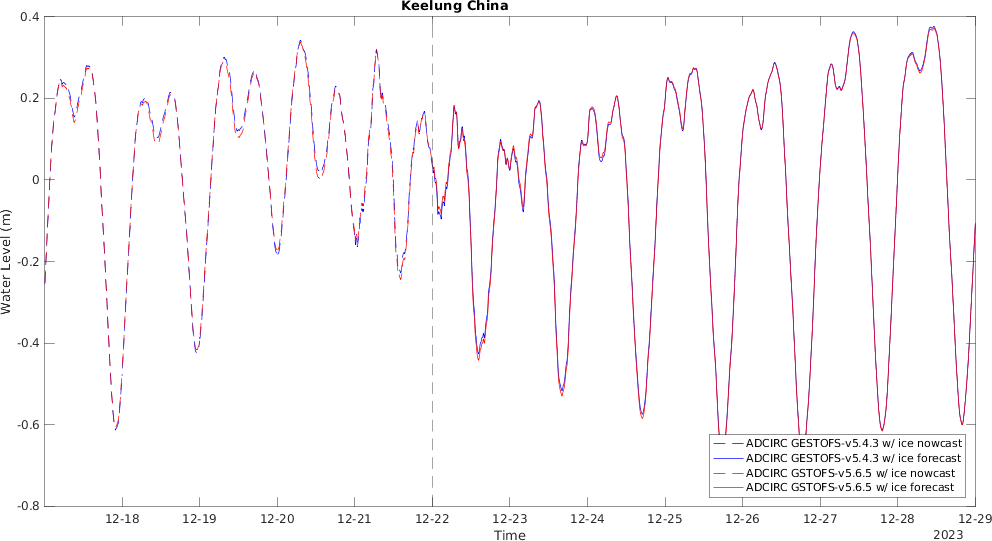 Keelung China
0.4
0.2
0
-0.2
-0.4
-0.6
-0.8
Water Level (m)
ADCIRC GESTOFS-v5.4.3 w/ ice nowcast
ADCIRC GESTOFS-v5.4.3 w/ ice forecast
ADCIRC GSTOFS-v5.6.5 w/ ice nowcast
ADCIRC GSTOFS-v5.6.5 w/ ice forecast
12-18 12-19 12-20 12-21 12-22 12-23 12-24 12-25 12-26 12-27 12-28 12-29
Time
2023